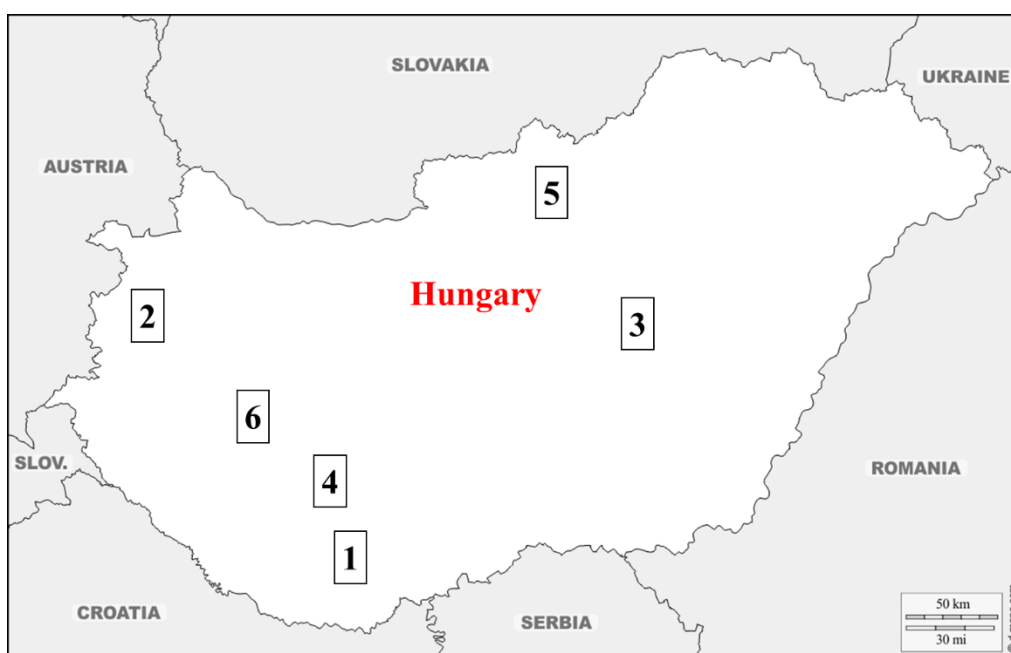 SLOVAKIA
UKRAINE
AUSTRIA
5
Hungary
2
3
6
SLOV.
4
ROMANIA
1
50 km
30 mi
CROATIA
SERBIA